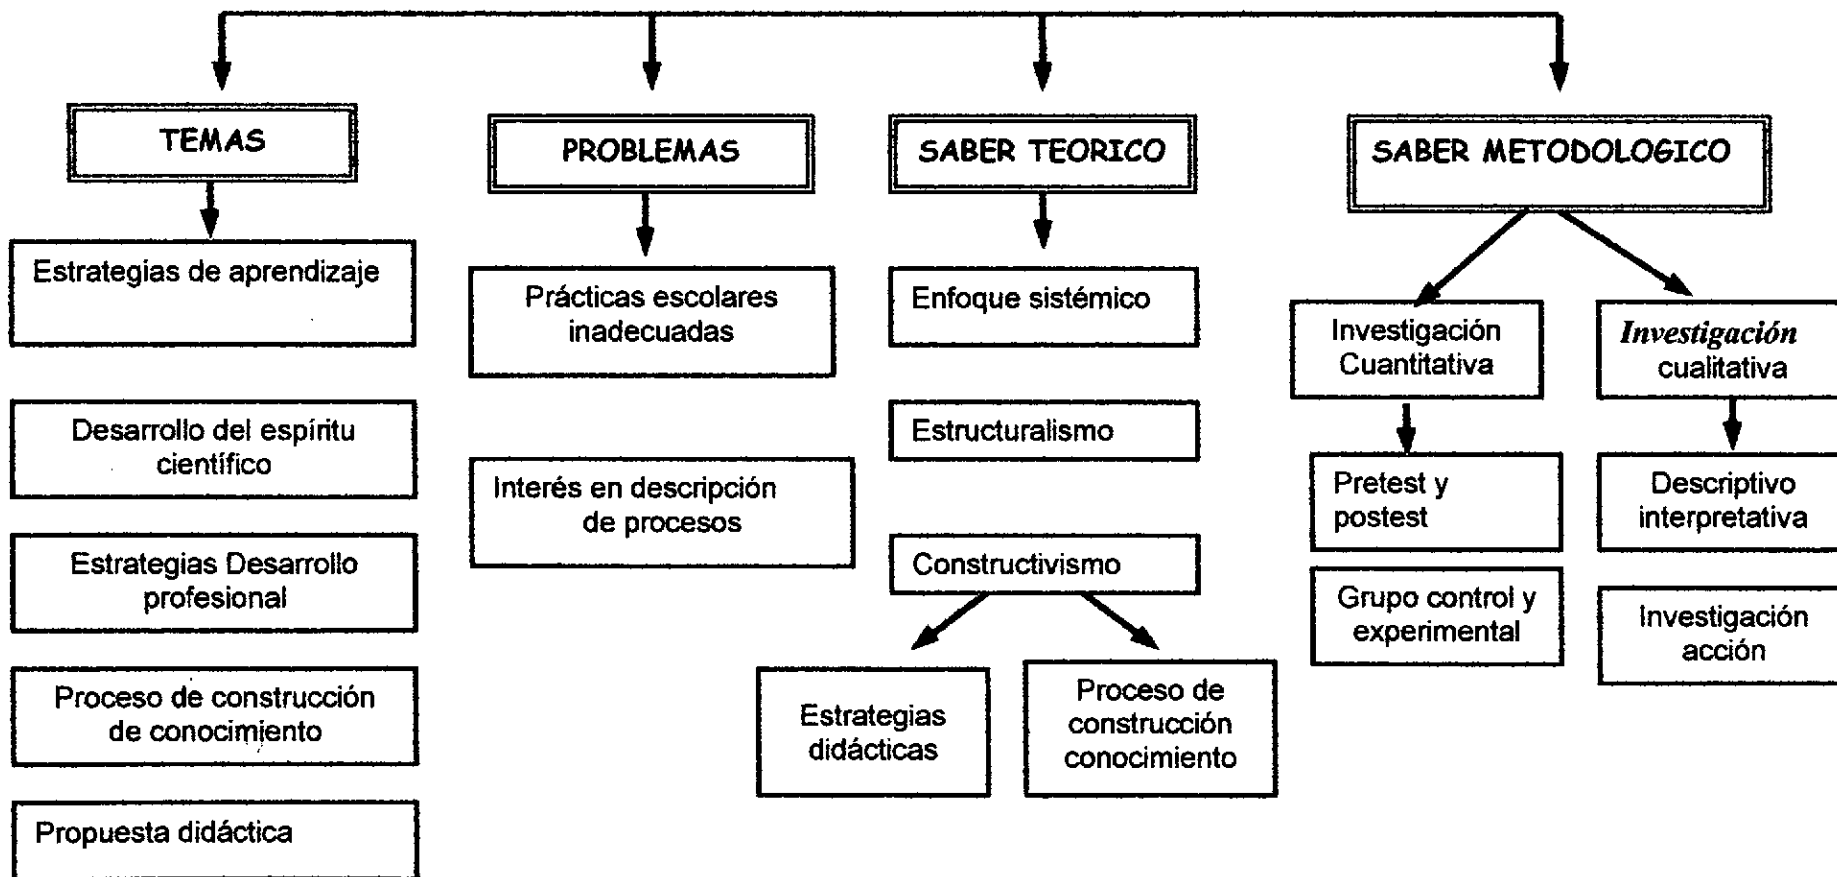 TEMAS
PROBLEMAS
SABER TEORICO
SABER METODOLOGICO
Estrategias de aprendizaje
Desarrollo del espíritu
científico
Estrategias Desarrollo
profesional
Proceso de construcción
de conocimiento
Propuesta didáctica
Prácticas escolares
inadecuadas
Interés en descripción
de procesos
Enfoque sistémico
Estructuralismo
Constructivismo
Estrategias
didácticas
Proceso de
construcción
conocimiento
Investigación
Cuantitativa
Pretest y
postest
Grupo control y
experimental
Investigación
cualitativa
Descriptivo
interpretativa
Investigación
acción